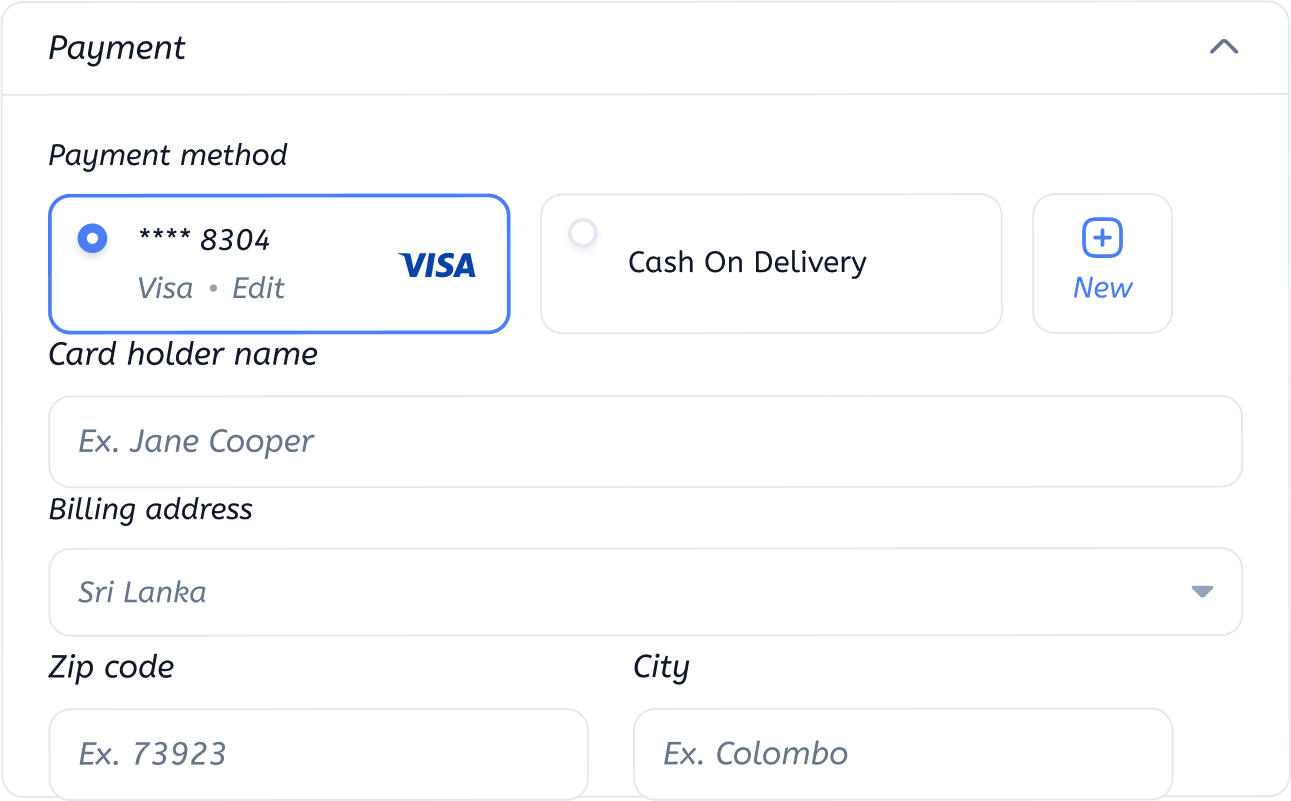 Payment
Payment method
**** 8304
Visa • Edit
VISA
Cash On Delivery
New
Card holder name
Ex. Jane Cooper
Billing address
Sri Lanka
Zip code
City
Ex. 73923
Ex. Colombo